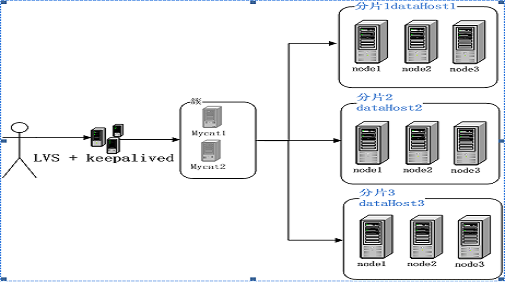 分片1dataHost1
node1 node2 node3
Mycat1
Mycat2
LVS + keepalived
分片2
dataHost2
node1 node2 node3
分片3
dataHost3
node1 node2 node3